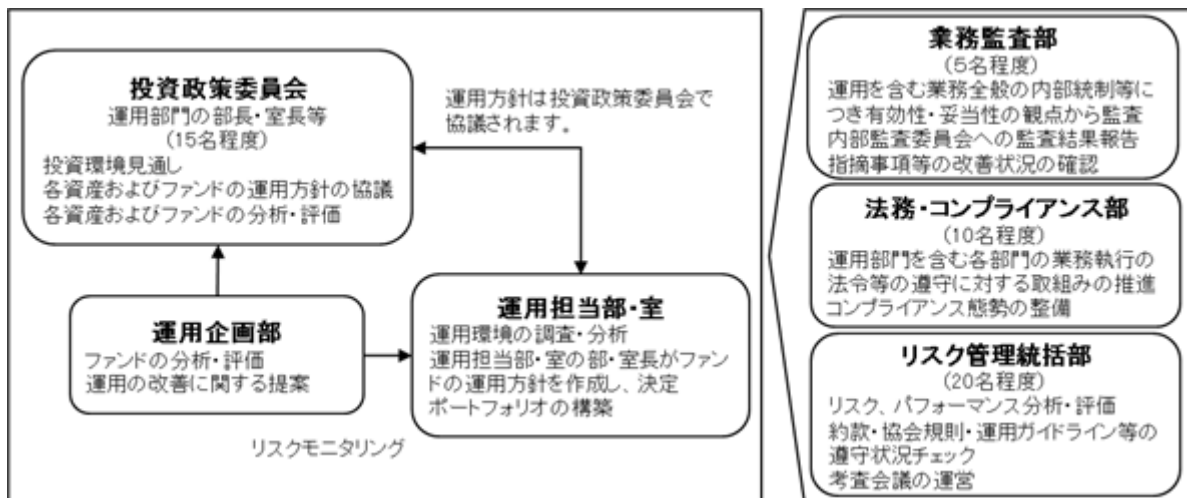 投資政策委員会
運用部門の部長・室長等
(15名程度)
投資環境見通し
各資産およびファンドの運用方針の協議
各資産およびファンドの分析・評価
運用方針は投資政策委員会で
協議されます。
運用企画部
ファンドの分析・評価
運用の改善に関する提案
運用担当部・室
運用環境の調査・分析
運用担当部・室の部・室長がファン
ドの運用方針を作成し、決定
ポートフォリオの構築
リスクモニタリング
業務監査部
(5名程度)
運用を含む業務全般の内部統制等に
つき有効性・妥当性の観点から監査
内部監査委員会への監査結果報告
指摘事項等の改善状況の確認
法務・コンプライアンス部
(10名程度)
運用部門を含む各部門の業務執行の
法令等の遵守に対する取組みの推進
コンプライアンス態勢の整備
リスク管理統括部
(20名程度)
リスク、パフォーマンス分析・評価
約款・協会規則・運用ガイドライン等の
遵守状況チェック
考査会議の運営